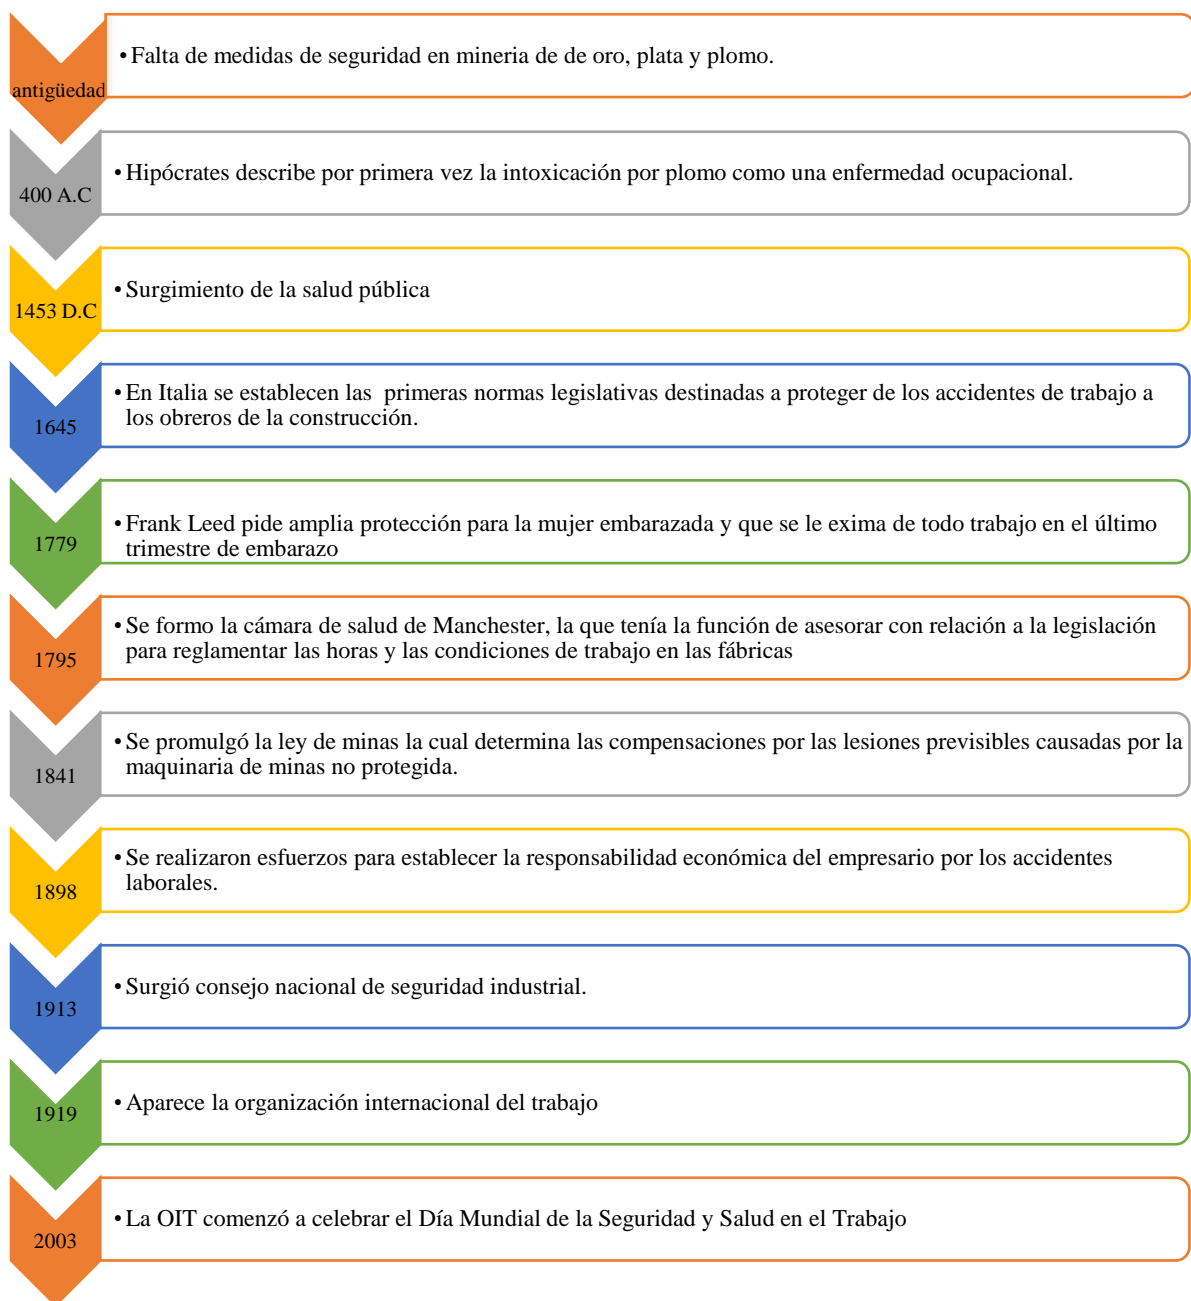 antigüedad
• Falta de medidas de seguridad en mineria de de oro, plata y plomo.
400 A.C
• Hipócrates describe por primera vez la intoxicación por plomo como una enfermedad ocupacional.
1453 D.C
• Surgimiento de la salud pública
1645
• En Italia se establecen las  primeras normas legislativas destinadas a proteger de los accidentes de trabajo a
los obreros de la construcción.
1779
• Frank Leed pide amplia protección para la mujer embarazada y que se le exima de todo trabajo en el último
trimestre de embarazo
1795
• Se formo la cámara de salud de Manchester, la que tenía la función de asesorar con relación a la legislación
para reglamentar las horas y las condiciones de trabajo en las fábricas
1841
• Se promulgó la ley de minas la cual determina las compensaciones por las lesiones previsibles causadas por la
maquinaria de minas no protegida.
1898
• Se realizaron esfuerzos para establecer la responsabilidad económica del empresario por los accidentes
laborales.
1913
• Surgió consejo nacional de seguridad industrial.
1919
• Aparece la organización internacional del trabajo
2003
• La OIT comenzó a celebrar el Día Mundial de la Seguridad y Salud en el Trabajo